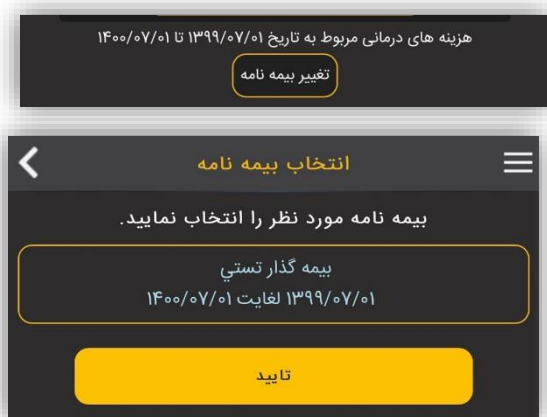 هزینه های درمانی مربوط به تاریخ ۱۳۹۹/۰۷/۰۱ تا ۱۴۰۰/۰۷/۰۱
تغییر بیمه نامه
انتخاب بیمه نامه
بیمه نامه مورد نظر را انتخاب نمایید.
بیمه گذار تستي
۱۳۹۹/۰۷/۰۱ لغایت ۱۴۰۰/۰۷/۰۱
تایید